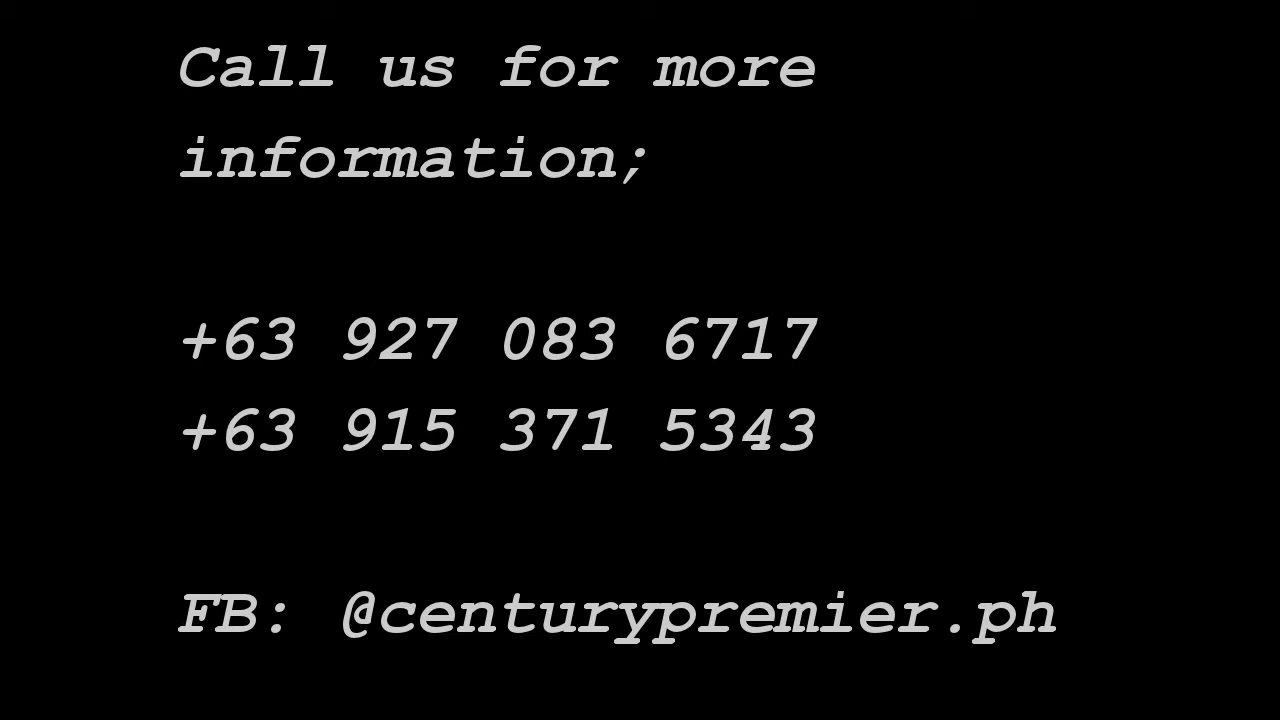 Call us for more
information;
+63 927 083 6717
+63 915 371 5343
FB: @centurypremier.ph